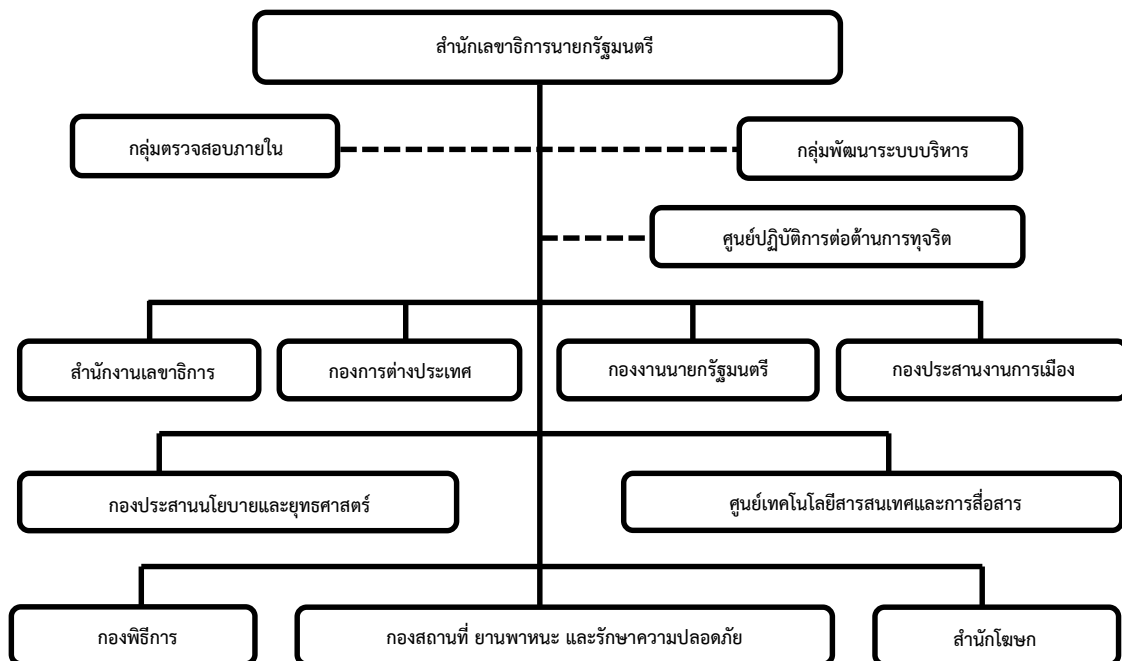 สำนักเลขาธิการนายกรัฐมนตรี
กลุ่มตรวจสอบภายใน
กลุ่มพัฒนาระบบบริหาร
ศูนย์ปฏิบัติการต่อต้านการทุจริต
สำนักงานเลขาธิการ
กองการต่างประเทศ
กองงานนายกรัฐมนตรี
กองประสานงานการเมือง
กองประสานนโยบายและยุทธศาสตร์
ศูนย์เทคโนโลยีสารสนเทศและการสื่อสาร
กองพิธีการ
กองสถานที่ ยานพาหนะ และรักษาความปลอดภัย
สำนักโฆษก